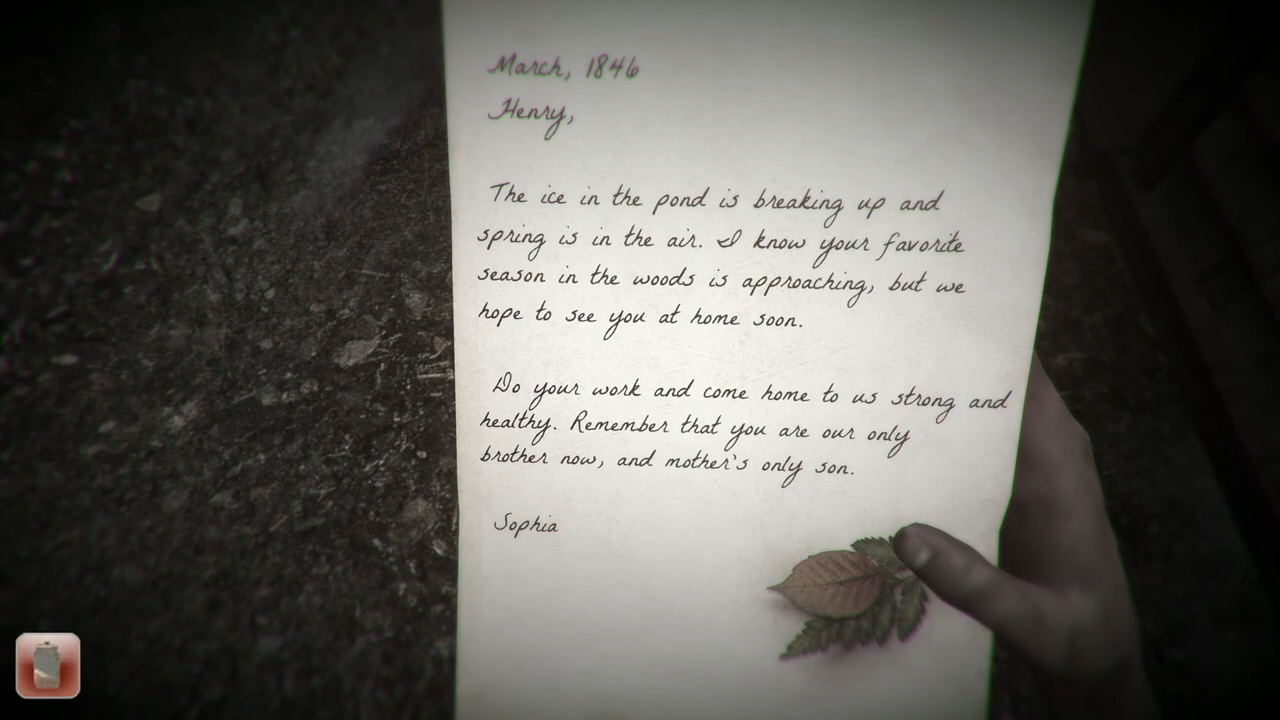 March, 1846
Henry,
The ice in the pond is breaking up and
spring is in the air. I know your favorite
season in the woods is approaching, but we
hope to see you at home soon.
Do your work and come home to us strong and
healthy. Remember that you are our only
brother now, and mother's only son.
Sophia